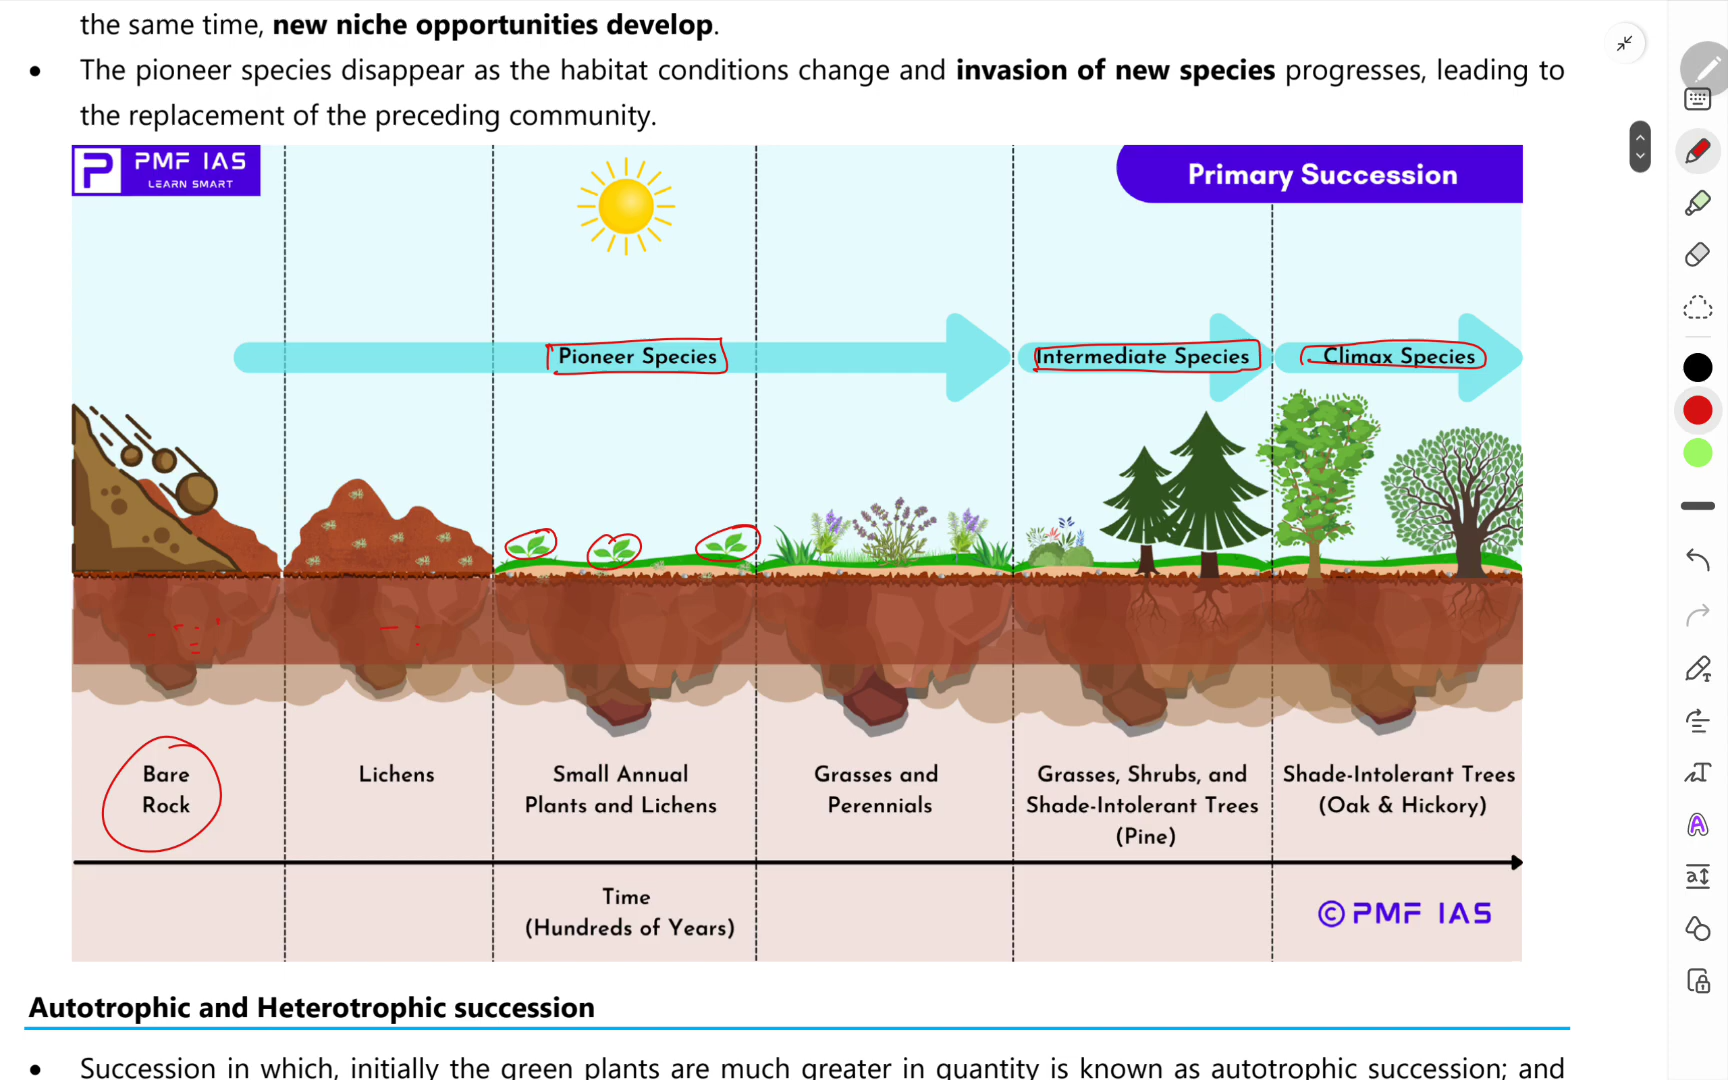 the same time, new niche opportunities develop.
• The pioneer species disappear as the habitat conditions change and invasion of new species progresses, leading to
the replacement of the preceding community.
P PMF IAS
LEARN SMART
Primary Succession
Pioneer Species
Intermediate Species
Climax Species
Bare
Rock
Lichens
Small Annual
Plants and Lichens
Grasses and
Perennials
Grasses, Shrubs, and
Shade-Intolerant Trees
(Pine)
Shade-Intolerant Trees
(Oak & Hickory)
Time
(Hundreds of Years)
© PMF IAS
Autotrophic and Heterotrophic succession
• Succession in which, initially the green plants are much greater in quantity is known as autotrophic succession; and